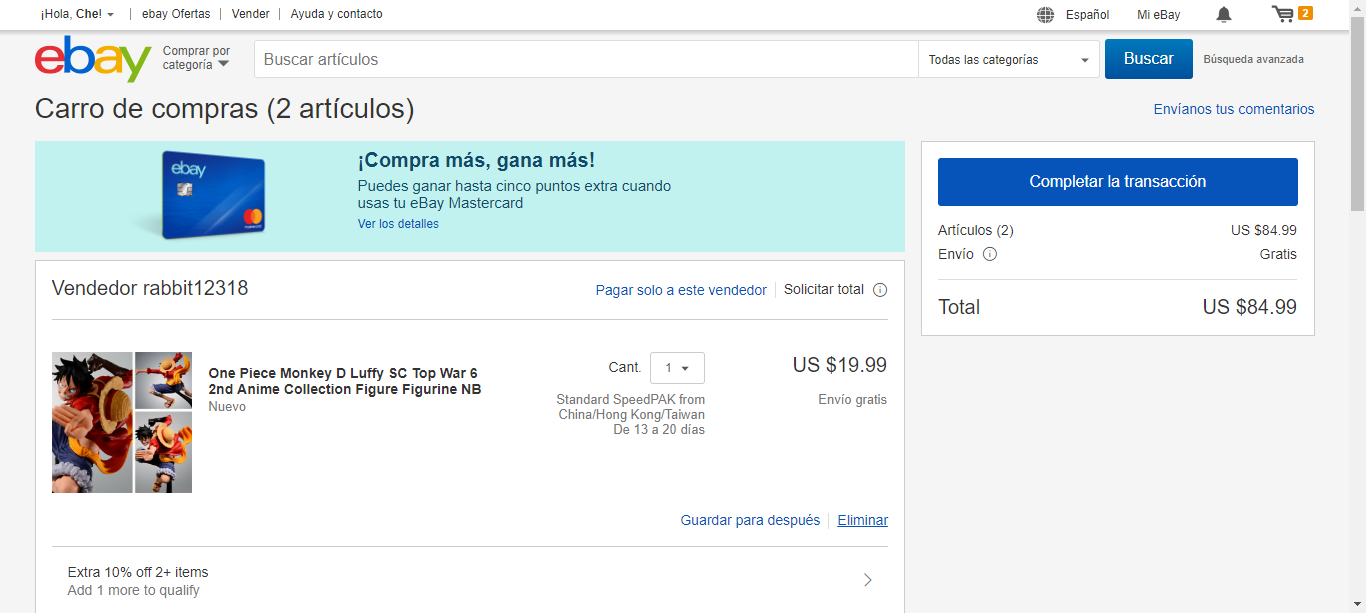 ¡Hola, Che! ebay Ofertas Vender Ayuda y contacto Español Mi eBay 2
ebay
Comprar por
categoría
Buscar artículos
Todas las categorías
Buscar
Búsqueda avanzada
Carro de compras (2 artículos)
Envíanos tus comentarios
ebay
¡Compra más, gana más!
Puedes ganar hasta cinco puntos extra cuando
usas tu eBay Mastercard
Ver los detalles
Completar la transacción
Artículos (2) US $84.99
Envío Gratis
Total US $84.99
Vendedor rabbit12318
Pagar solo a este vendedor Solicitar total
One Piece Monkey D Luffy SC Top War 6
2nd Anime Collection Figure Figurine NB
Nuevo
Cant. 1
US $19.99
Standard SpeedPAK from
China/Hong Kong/Taiwan
De 13 a 20 días
Envío gratis
Guardar para después Eliminar
Extra 10% off 2+ items
Add 1 more to qualify